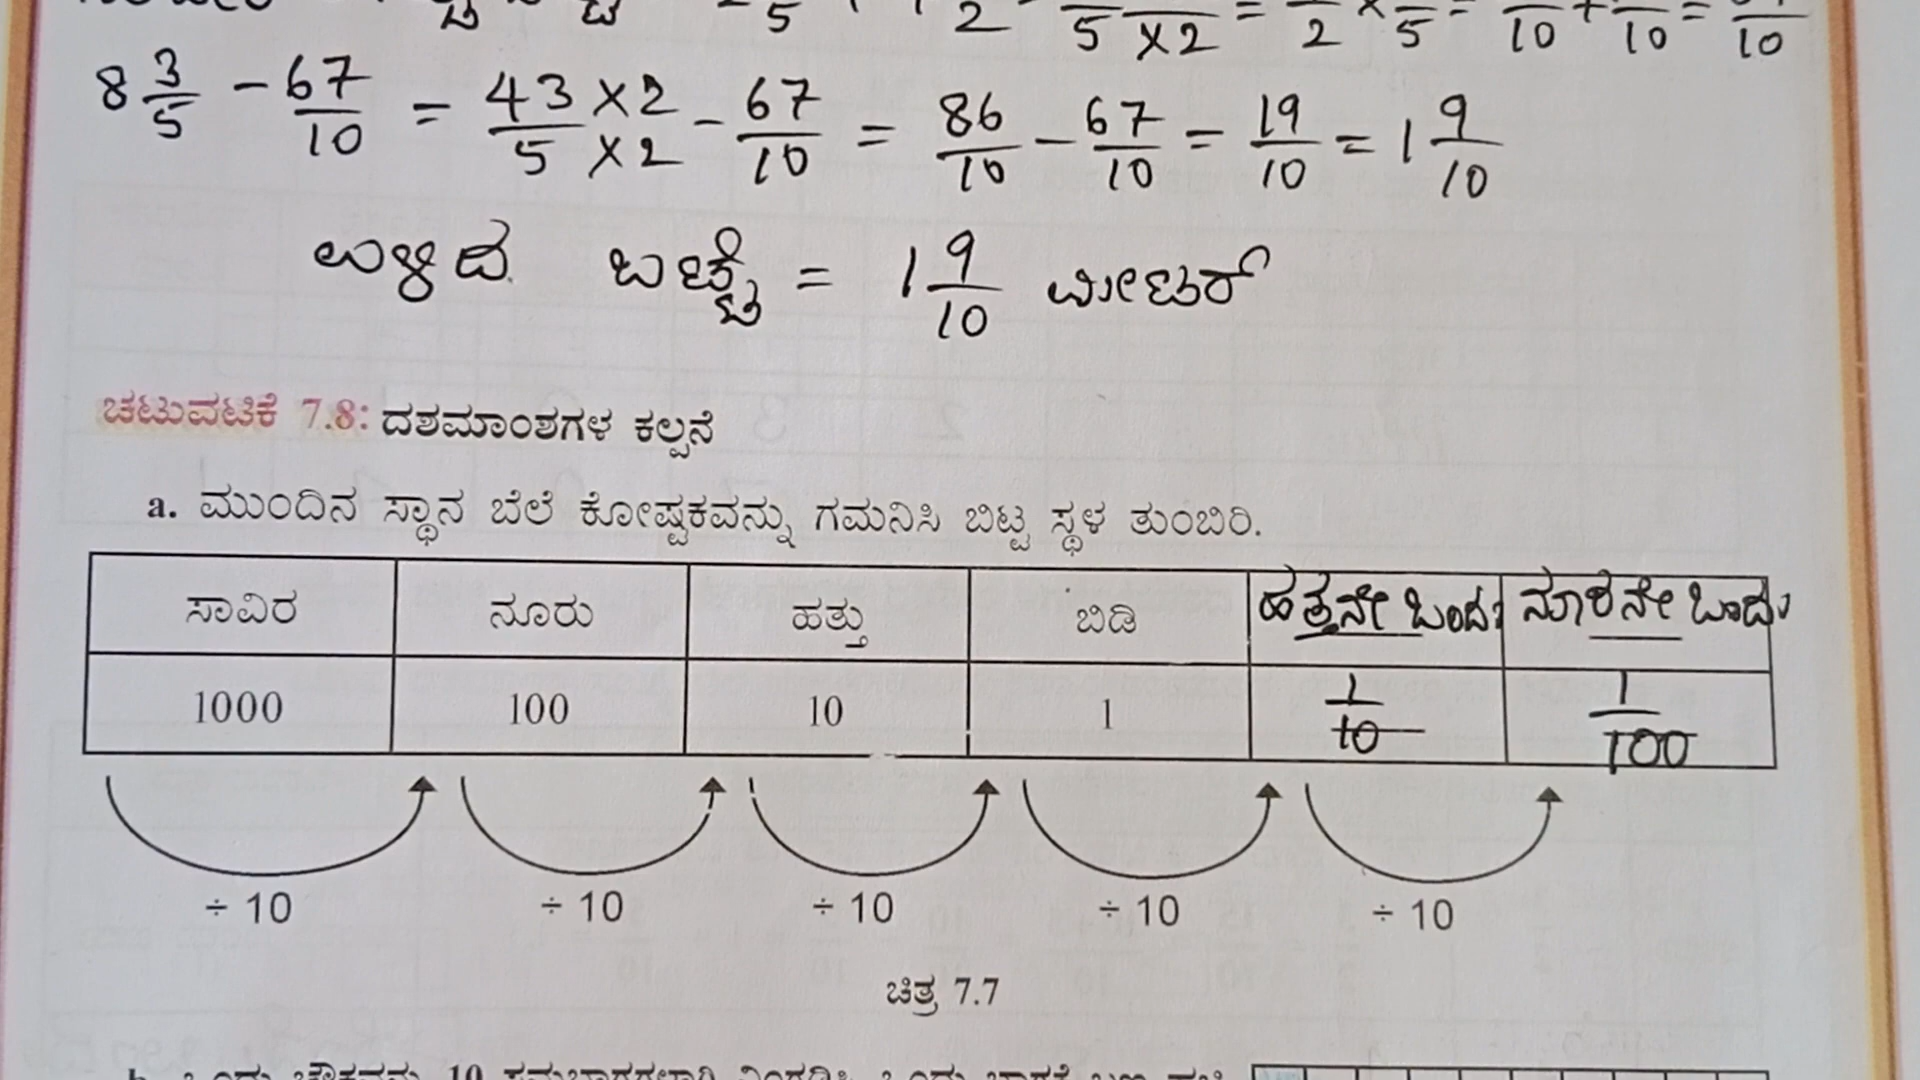 8 3/5 - 67/10 = 43 × 2/5 × 2 - 67/10 = 86/10 - 67/10 = 19/10 = 1 9/10
ಉಳಿದ ಬಟ್ಟೆ = 1 9/10 ಮೀಟರ್
ಚಟುವಟಿಕೆ 7.8: ದಶಮಾಂಶಗಳ ಕಲ್ಪನೆ
a. ಮುಂದಿನ ಸ್ಥಾನ ಬೆಲೆ ಕೋಷ್ಟಕವನ್ನು ಗಮನಿಸಿ ಬಿಟ್ಟ ಸ್ಥಳ ತುಂಬಿರಿ.
ಸಾವಿರ ನೂರು ಹತ್ತು ಬಿಡಿ ಹತ್ತನೇ ಒಂದು ನೂರನೇ ಒಂದು
1000 100 10 1 1/10 1/100
÷ 10 ÷ 10 ÷ 10 ÷ 10 ÷ 10
ಚಿತ್ರ 7.7